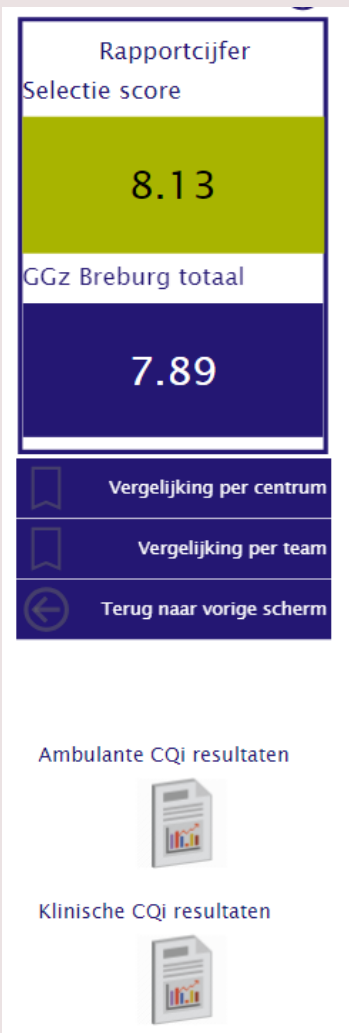 Rapportcijfer
Selectie score
8.13
GGz Breburg totaal
7.89
Vergelijking per centrum
Vergelijking per team
Terug naar vorige scherm
Ambulante CQi resultaten
Klinische CQi resultaten